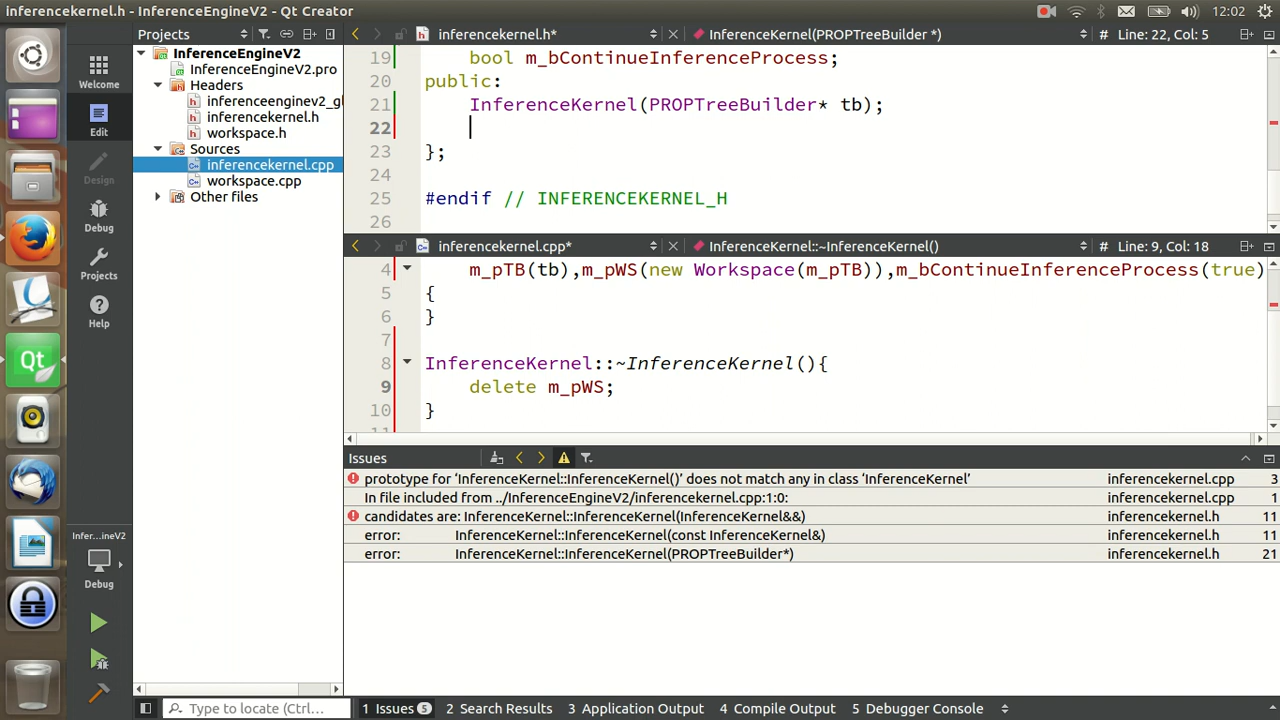 inferencekernel.h - InferenceEngineV2 - Qt Creator
12:02
Welcome
Edit
Design
Debug
Projects
Help
Infer...ineV2
Debug
Projects
InferenceEngineV2
InferenceEngineV2.pro
Headers
inferenceenginev2_gl
inferencekernel.h
workspace.h
Sources
inferencekernel.cpp
workspace.cpp
Other files
inferencekernel.h* InferenceKernel(PROPTreeBuilder *) # Line: 22, Col: 5
19 bool m_bContinueInferenceProcess;
20 public:
21 InferenceKernel(PROPTreeBuilder* tb);
22
23 };
24
25 #endif // INFERENCEKERNEL_H
26
inferencekernel.cpp* InferenceKernel::~InferenceKernel() # Line: 9, Col: 18
4 m_pTB(tb),m_pWS(new Workspace(m_pTB)),m_bContinueInferenceProcess(true)
5 {
6 }
7
8 InferenceKernel::~InferenceKernel(){
9 delete m_pWS;
10 }
Issues
prototype for ‘InferenceKernel::InferenceKernel()’ does not match any in class ‘InferenceKernel’ inferencekernel.cpp 3
In file included from ../InferenceEngineV2/inferencekernel.cpp:1:0: inferencekernel.cpp 1
candidates are: InferenceKernel::InferenceKernel(InferenceKernel&&) inferencekernel.h 11
error: InferenceKernel::InferenceKernel(const InferenceKernel&) inferencekernel.h 11
error: InferenceKernel::InferenceKernel(PROPTreeBuilder*) inferencekernel.h 21
Type to locate (Ctrl... 1 Issues 5 2 Search Results 3 Application Output 4 Compile Output 5 Debugger Console